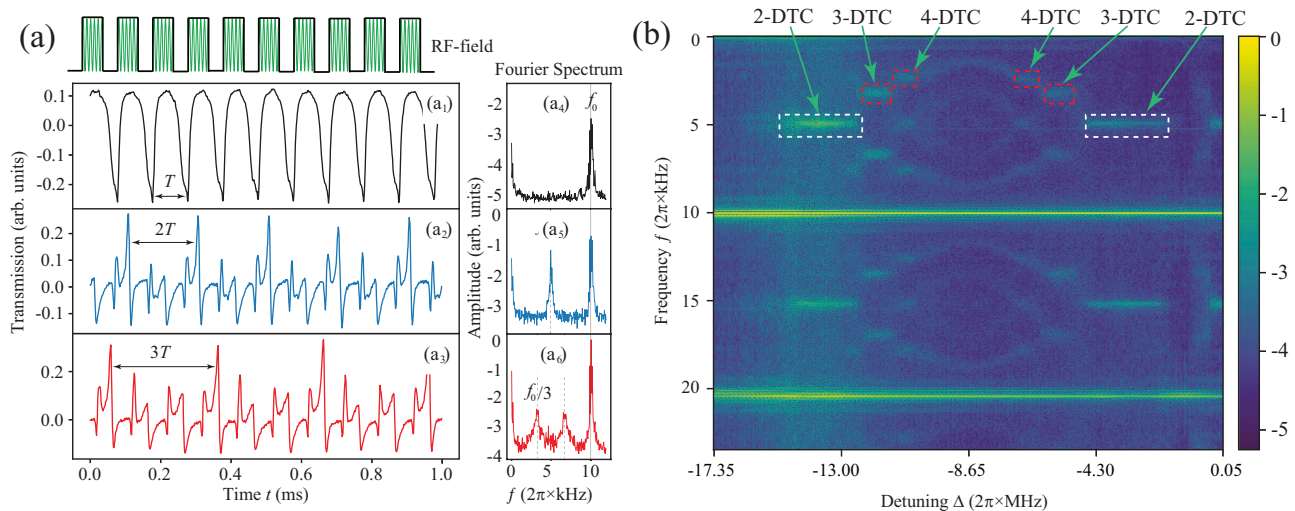 (a)
RF-field
Fourier Spectrum
0.1
0.0
-0.1
-0.2
T
(a₁)
-2
-3
-4
-5
(a₄)
f₀
0.2
0.1
0.0
-0.1
2T
(a₂)
0
-1
-2
-3
(a₅)
0.2
0.0
3T
(a₃)
0
-1
-2
-3
-4
(a₆)
f₀/3
Transmission (arb. units)
Amplitude (arb. units)
0.0 0.2 0.4 0.6 0.8 1.0
Time t (ms)
0 5 10
f (2π×kHz)
(b)
2-DTC 3-DTC 4-DTC 4-DTC 3-DTC 2-DTC
0
5
10
15
20
Frequency f (2π×kHz)
-17.35 -13.00 -8.65 -4.30 0.05
Detuning Δ (2π×MHz)
0
-1
-2
-3
-4
-5